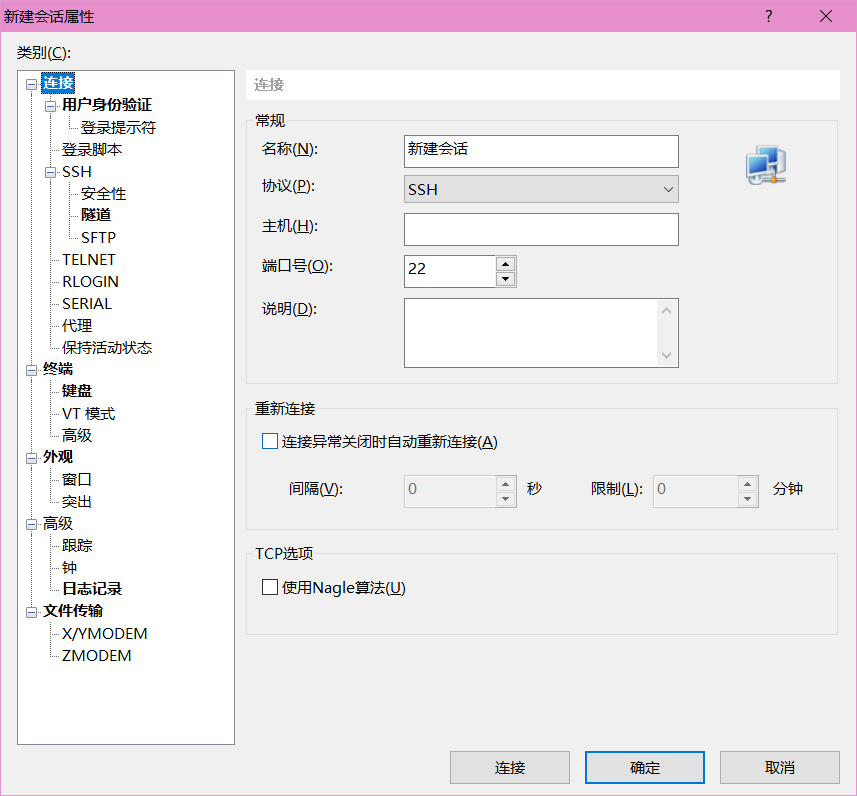 新建会话属性
类别(C):
连接
用户身份验证
登录提示符
登录脚本
SSH
安全性
隧道
SFTP
TELNET
RLOGIN
SERIAL
代理
保持活动状态
终端
键盘
VT 模式
高级
外观
窗口
突出
高级
跟踪
钟
日志记录
文件传输
X/YMODEM
ZMODEM
连接
常规
名称(N): 新建会话
协议(P): SSH
主机(H):
端口号(O): 22
说明(D):
重新连接
连接异常关闭时自动重新连接(A)
间隔(V): 0 秒 限制(L): 0 分钟
TCP选项
使用Nagle算法(U)
连接 确定 取消